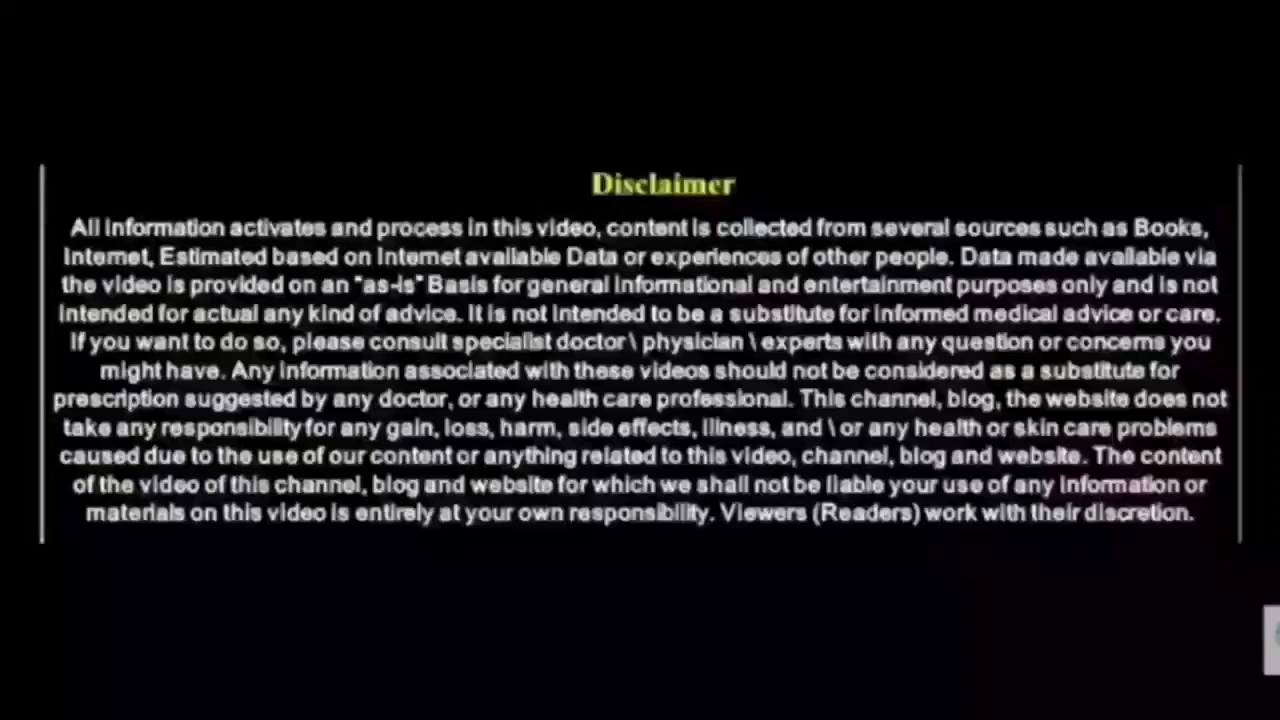 Disclaimer
All information activates and process in this video, content is collected from several sources such as Books,
Internet, Estimated based on Internet available Data or experiences of other people. Data made available via
the video is provided on an "as-is" Basis for general informational and entertainment purposes only and is not
intended for actual any kind of advice. It is not intended to be a substitute for informed medical advice or care.
If you want to do so, please consult specialist doctor \ physician \ experts with any question or concerns you
might have. Any information associated with these videos should not be considered as a substitute for
prescription suggested by any doctor, or any health care professional. This channel, blog, the website does not
take any responsibility for any gain, loss, harm, side effects, illness, and \ or any health or skin care problems
caused due to the use of our content or anything related to this video, channel, blog and website. The content
of the video of this channel, blog and website for which we shall not be liable your use of any information or
materials on this video is entirely at your own responsibility. Viewers (Readers) work with their discretion.